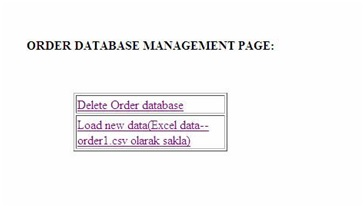 ORDER DATABASE MANAGEMENT PAGE:
Delete Order database
Load new data(Excel data--
order1.csv olarak sakla)